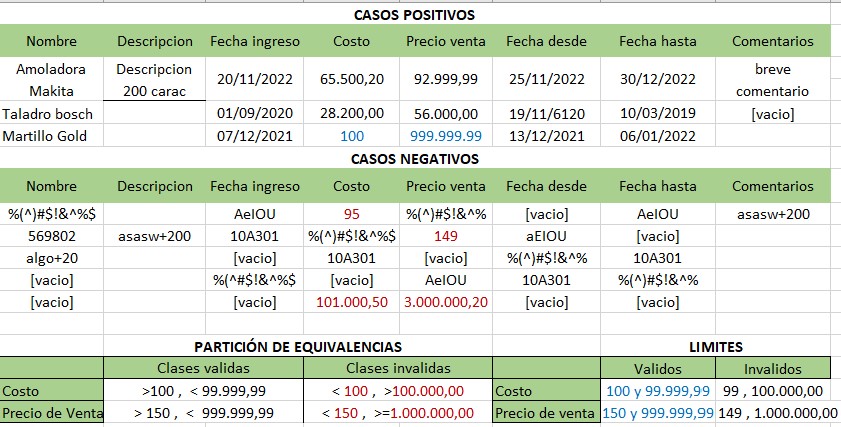 CASOS POSITIVOS
Nombre Descripcion Fecha ingreso Costo Precio venta Fecha desde Fecha hasta Comentarios
Amoladora Descripcion breve
Makita 200 carac 20/11/2022 65.500,20 92.999,99 25/11/2022 30/12/2022 comentario
Taladro bosch 01/09/2020 28.200,00 56.000,00 19/11/6120 10/03/2019 [vacio]
Martillo Gold 07/12/2021 100 999.999.99 13/12/2021 06/01/2022
CASOS NEGATIVOS
Nombre Descripcion Fecha ingreso Costo Precio venta Fecha desde Fecha hasta Comentarios
%(^)#$!&^%$ AeIOU 95 %(^)#$!&^% [vacio] AeIOU asasw+200
569802 asasw+200 10A301 %(^)#$!&^%$ 149 aEIOU [vacio]
algo+20 [vacio] 10A301 [vacio] %(^)#$!&^% 10A301
[vacio] %(^#$!&^%$ [vacio] AeIOU 10A301 %(^)#$!&^%
[vacio] [vacio] 101.000,50 3.000.000,20 [vacio] [vacio]
PARTICIÓN DE EQUIVALENCIAS LIMITES
Clases validas Clases invalidas Validos Invalidos
Costo >100 , < 99.999,99 < 100 , >100.000,00 Costo 100 y 99.999,99 99 , 100.000,00
Precio de Venta > 150 , < 999.999,99 < 150 , >=1.000.000,00 Precio de venta 150 y 999.999,99 149 , 1.000.000,00